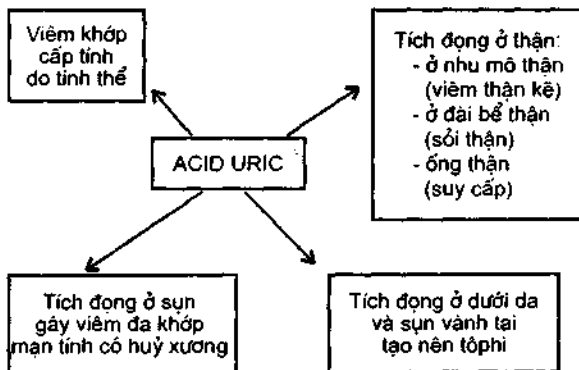 Viêm khớp
cấp tính
do tinh thể
Tích đọng ở thận:
- ở nhu mô thận
(viêm thận kẽ)
- ở đài bể thận
(sỏi thận)
- ống thận
(suy cấp)
ACID URIC
Tích đọng ở sụn
gây viêm đa khớp
mạn tính có huỷ xương
Tích đọng ở dưới da
và sụn vành tai
tạo nên tôphi